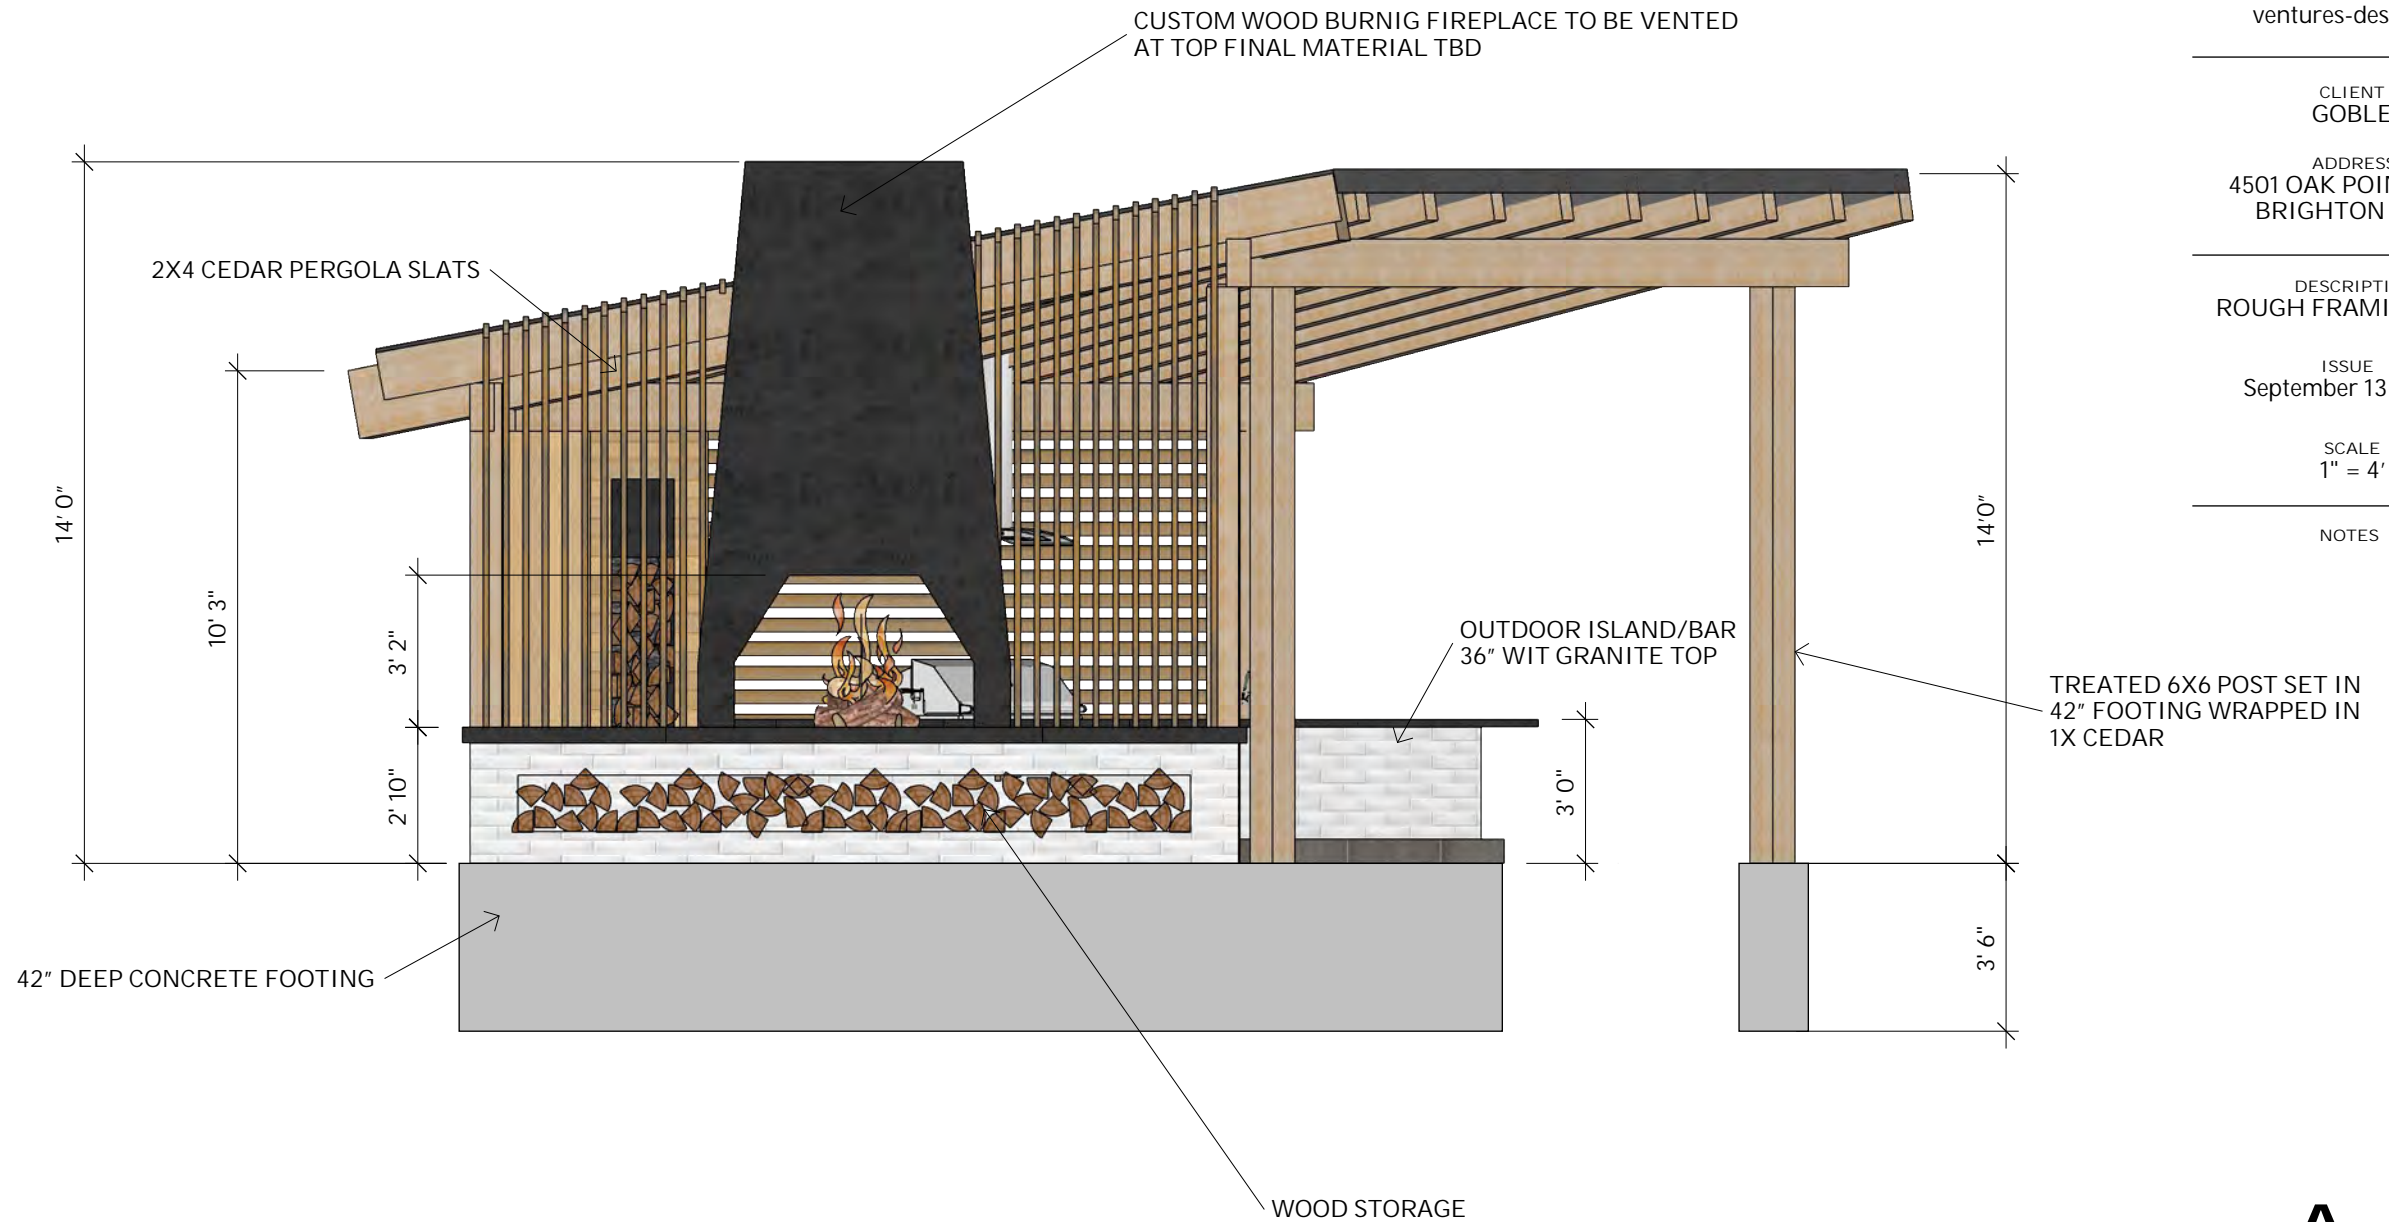 CUSTOM WOOD BURNIG FIREPLACE TO BE VENTED
AT TOP FINAL MATERIAL TBD
2X4 CEDAR PERGOLA SLATS
14' 0"
10' 3"
3' 2"
2' 10"
42" DEEP CONCRETE FOOTING
WOOD STORAGE
OUTDOOR ISLAND/BAR
36" WIT GRANITE TOP
3' 0"
14'0"
3' 6"
TREATED 6X6 POST SET IN
42" FOOTING WRAPPED IN
1X CEDAR
ventures-des
CLIENT
GOBLE
ADDRESS
4501 OAK POI
BRIGHTON
DESCRIPTI
ROUGH FRAMI
ISSUE
September 13
SCALE
1" = 4'
NOTES